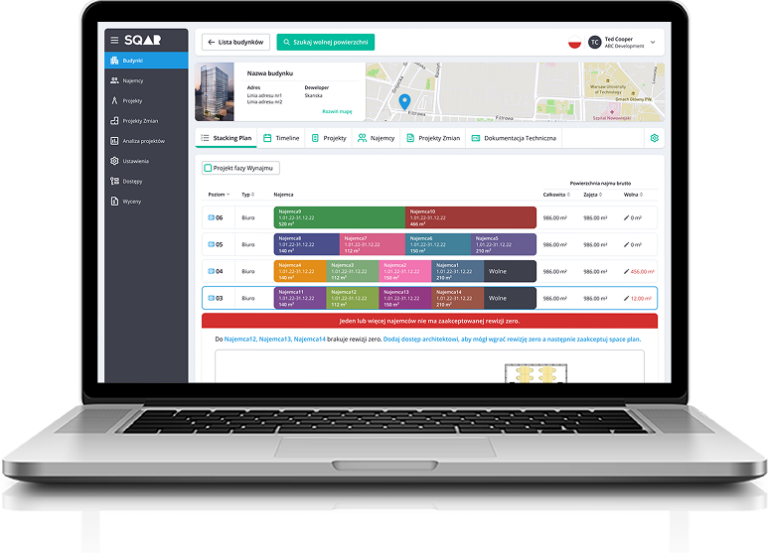 SQAR
Lista budynków
Szukaj wolnej powierzchni
TC
Ted Cooper
ARC Development
Budynki
Najemcy
Projekty
Projekty Zmian
Analiza projektów
Ustawienia
Dostępy
Wyceny
Nazwa budynku
Adres
Deweloper
Linia adresu nr1
Skanska
Linia adresu nr2
Rozwiń mapę
Warsaw University
of Technology
Gmach Główny PW.
Szpital Nowowiejski
Stacking Plan
Timeline
Projekty
Najemcy
Projekty Zmian
Dokumentacja Techniczna
Projekt fazy Wynajmu
Powierzchnia najmu brutto
Poziom
Typ
Najemca
Całkowita
Zajęta
Wolna
06
Biuro
Najemca9
1.01.22-31.12.22
520 m²
Najemca10
1.01.22-31.12.22
466 m²
986.00 m²
986.00 m²
0 m²
05
Biuro
Najemca8
1.01.22-31.12.22
140 m²
Najemca7
1.01.22-31.12.22
112 m²
Najemca6
1.01.22-31.12.22
150 m²
Najemca5
1.01.22-31.12.22
210 m²
986.00 m²
986.00 m²
0 m²
04
Biuro
Najemca4
1.01.22-31.12.22
140 m²
Najemca3
1.01.22-31.12.22
112 m²
Najemca2
1.01.22-31.12.22
150 m²
Najemca1
1.01.22-31.12.22
210 m²
Wolne
986.00 m²
986.00 m²
456.00 m²
03
Biuro
Najemca11
1.01.22-31.12.22
140 m²
Najemca12
1.01.22-31.12.22
112 m²
Najemca13
1.01.22-31.12.22
150 m²
Najemca14
1.01.22-31.12.22
210 m²
Wolne
986.00 m²
986.00 m²
12.00 m²
Jeden lub więcej najemców nie ma zaakceptowanej rewizji zero.
Do Najemca12, Najemca13, Najemca14 brakuje rewizji zero. Dodaj dostęp architektowi, aby mógł wgrać rewizję zero a następnie zaakceptuj space plan.